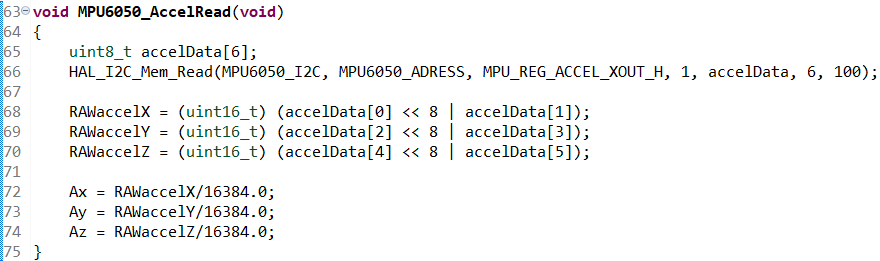 63 void MPU6050_AccelRead(void)
64 {
65     uint8_t accelData[6];
66     HAL_I2C_Mem_Read(MPU6050_I2C, MPU6050_ADRESS, MPU_REG_ACCEL_XOUT_H, 1, accelData, 6, 100);
67
68     RAWaccelX = (uint16_t) (accelData[0] << 8 | accelData[1]);
69     RAWaccelY = (uint16_t) (accelData[2] << 8 | accelData[3]);
70     RAWaccelZ = (uint16_t) (accelData[4] << 8 | accelData[5]);
71
72     Ax = RAWaccelX/16384.0;
73     Ay = RAWaccelY/16384.0;
74     Az = RAWaccelZ/16384.0;
75 }